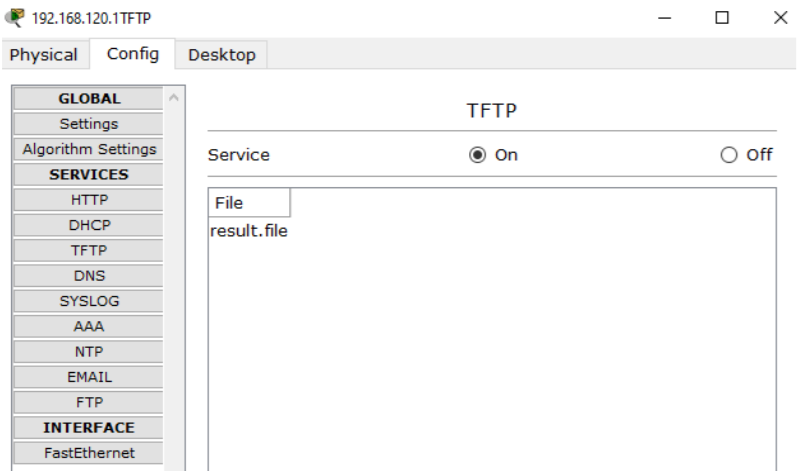 192.168.120.1TFTP
Physical Config Desktop
GLOBAL
Settings
Algorithm Settings
SERVICES
HTTP
DHCP
TFTP
DNS
SYSLOG
AAA
NTP
EMAIL
FTP
INTERFACE
FastEthernet
TFTP
Service On Off
File
result.file